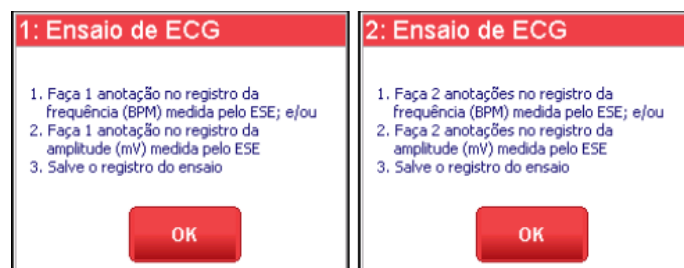 1: Ensaio de ECG
1. Faça 1 anotação no registro da
frequência (BPM) medida pelo ESE; e/ou
2. Faça 1 anotação no registro da
amplitude (mV) medida pelo ESE
3. Salve o registro do ensaio
OK
2: Ensaio de ECG
1. Faça 2 anotações no registro da
frequência (BPM) medida pelo ESE; e/ou
2. Faça 2 anotações no registro da
amplitude (mV) medida pelo ESE
3. Salve o registro do ensaio
OK